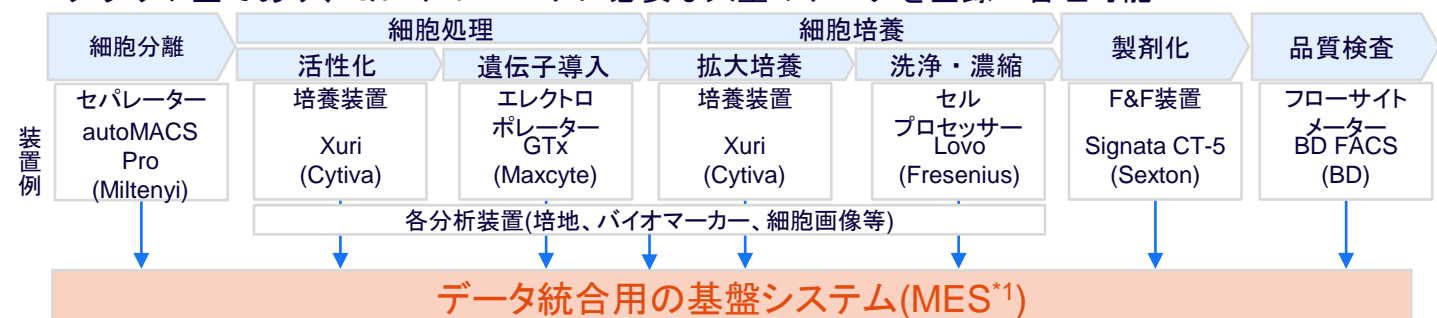 細胞分離
細胞処理
細胞培養
製剤化
品質検査
活性化
遺伝子導入
拡大培養
洗浄・濃縮
装置例
セパレーター
autoMACS
Pro
(Miltenyi)
培養装置
Xuri
(Cytiva)
エレクトロ
ポレーター
GTx
(Maxcyte)
培養装置
Xuri
(Cytiva)
セル
プロセッサー
Lovo
(Fresenius)
F&F装置
Signata CT-5
(Sexton)
フローサイト
メーター
BD FACS
(BD)
各分析装置(培地、バイオマーカー、細胞画像等)
データ統合用の基盤システム(MES*1)